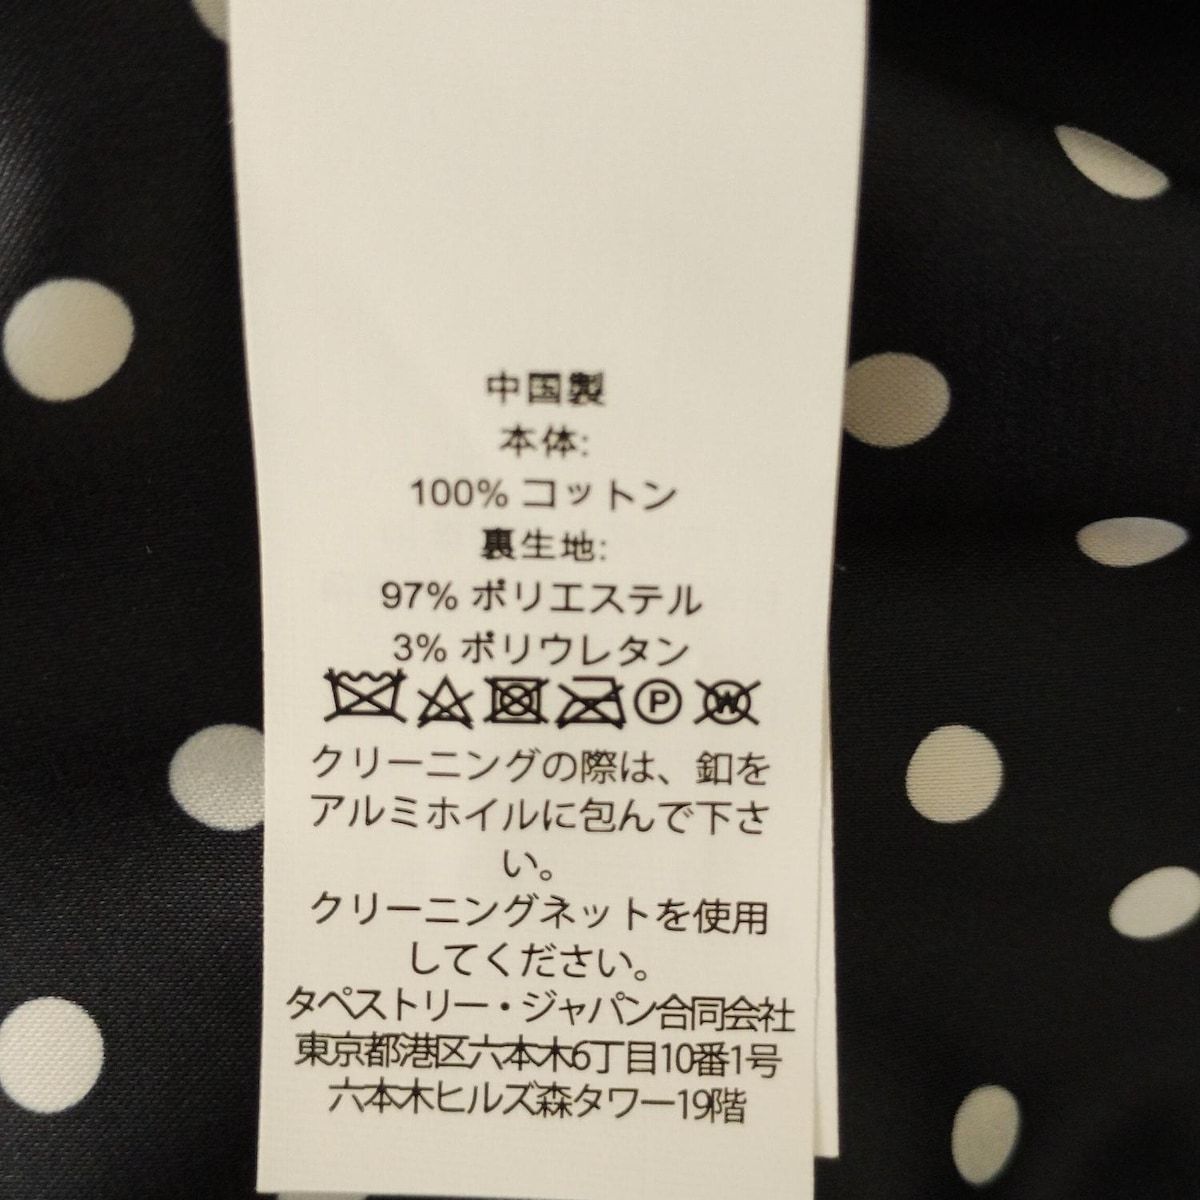 中国製
本体:
100% コットン
裏生地:
97% ポリエステル
3% ポリウレタン
P W
クリーニングの際は、釦を
アルミホイルに包んで下さ
い。
クリーニングネットを使用
してください。
タペストリー・ジャパン合同会社
東京都港区六本木6丁目10番1号
六本木ヒルズ森タワー19階